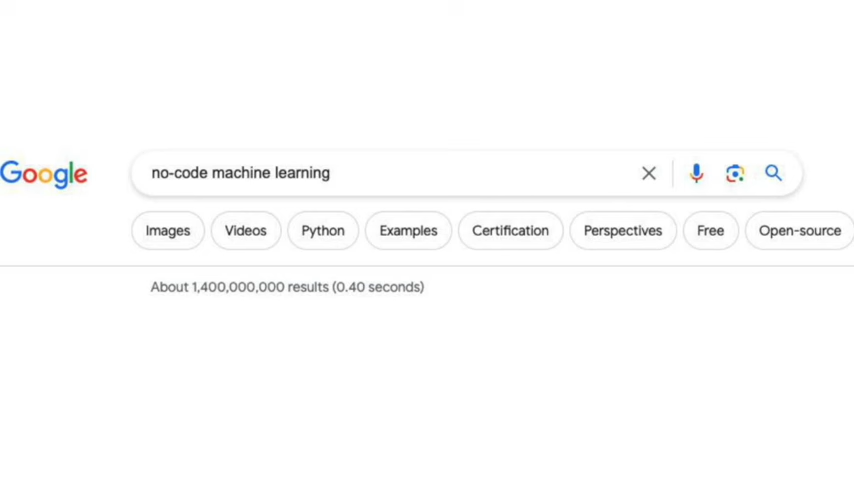 Google no-code machine learning
Images Videos Python Examples Certification Perspectives Free Open-source
About 1,400,000,000 results (0.40 seconds)